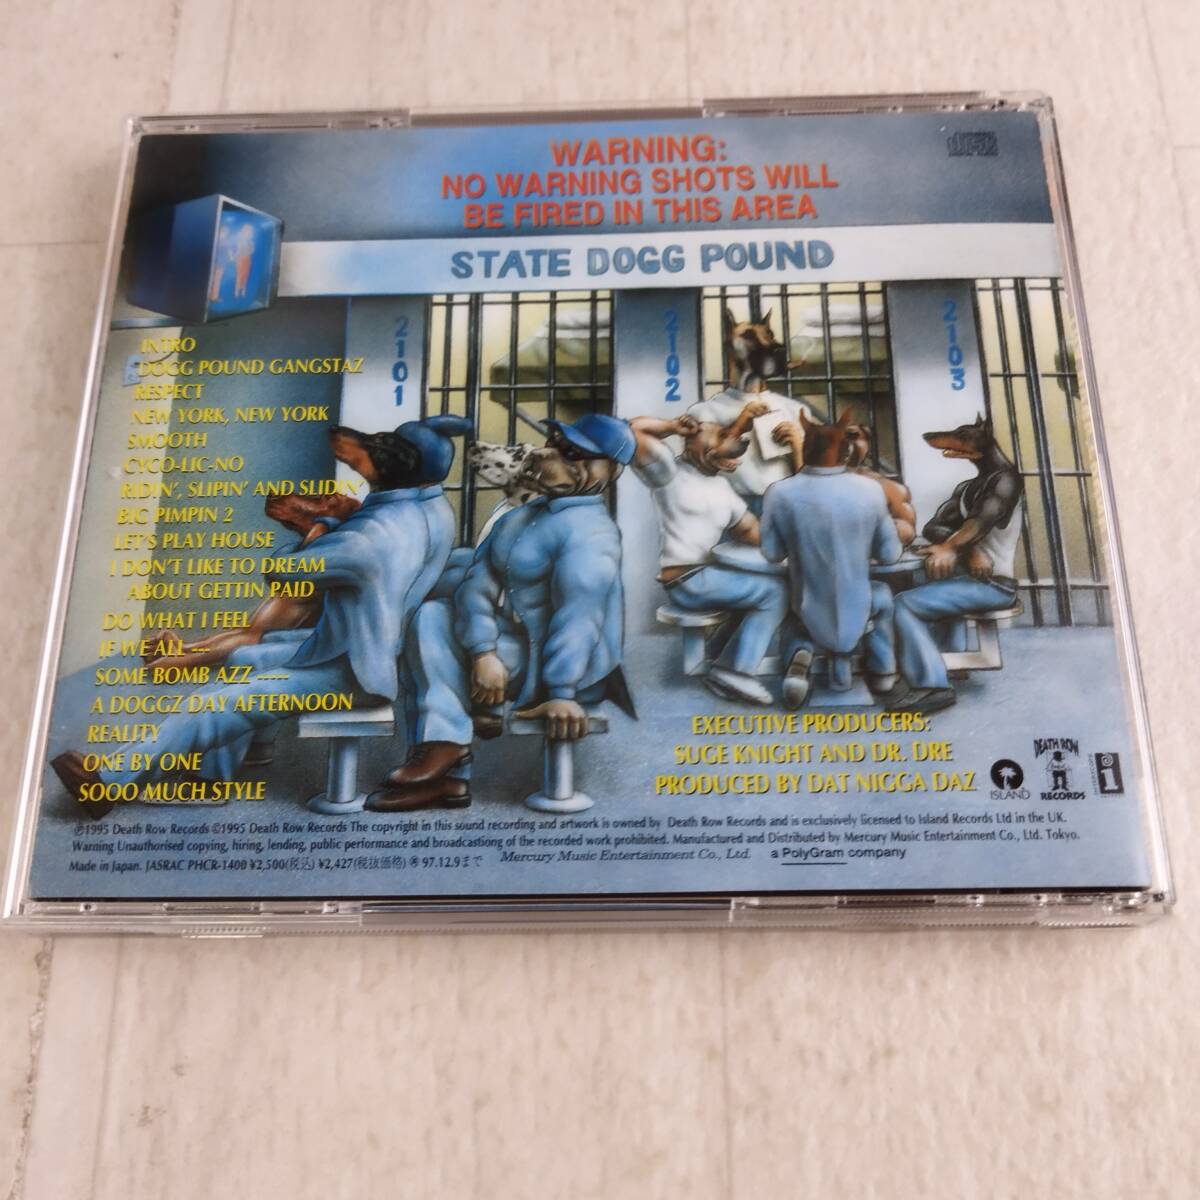 WARNING:
NO WARNING SHOTS WILL
BE FIRED IN THIS AREA
STATE DOGG POUND
2101
2102
2103
INTRO
DOGG POUND GANGSTAZ
RESPECT
NEW YORK, NEW YORK
SMOOTH
CYCO-LIC-NO
RIDIN', SLIPIN' AND SLIDIN'
BIG PIMPIN 2
LET'S PLAY HOUSE
I DON'T LIKE TO DREAM
ABOUT GETTIN PAID
DO WHAT I FEEL
IF WE ALL ---
SOME BOMB AZZ -----
A DOGGZ DAY AFTERNOON
REALITY
ONE BY ONE
SOOO MUCH STYLE
EXECUTIVE PRODUCERS:
SUGE KNIGHT AND DR. DRE
PRODUCED BY DAT NIGGA DAZ
ISLAND
DEATH ROW
RECORDS
INTERSCOPE
℗1995 Death Row Records ©1995 Death Row Records The copyright in this sound recording and artwork is owned by Death Row Records and is exclusively licensed to Island Records Ltd in the UK.
Warning Unauthorised copying, hiring, lending, public performance and broadcastiong of the recorded work prohibited. Manufactured and Distributed by Mercury Music Entertainment Co., Ltd. Tokyo.
Made in Japan. JASRAC PHCR-1400 ¥2,500(税込) ¥2,427(税抜価格) 97.12.9まで Mercury Music Entertainment Co., Ltd. a PolyGram company